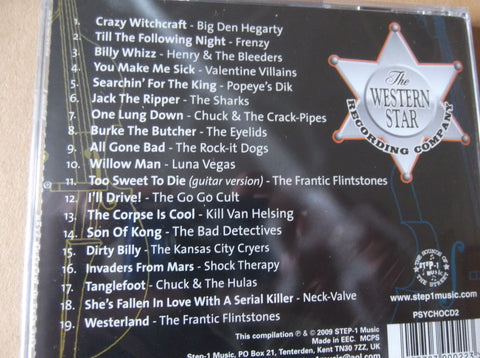 1. Crazy Witchcraft - Big Den Hegarty
2. Till The Following Night - Frenzy
3. Billy Whizz - Henry & The Bleeders
4. You Make Me Sick - Valentine Villains
5. Searchin' For The King - Popeye's Dik
6. Jack The Ripper - The Sharks
7. One Lung Down - Chuck & The Crack-Pipes
8. Burke The Butcher - The Eyelids
9. All Gone Bad - The Rock-it Dogs
10. Willow Man - Luna Vegas
11. Too Sweet To Die (guitar version) - The Frantic Flintstones
12. I'll Drive! - The Go Go Cult
13. The Corpse Is Cool - Kill Van Helsing
14. Son Of Kong - The Bad Detectives
15. Dirty Billy - The Kansas City Cryers
16. Invaders From Mars - Shock Therapy
17. Tanglefoot - Chuck & The Hulas
18. She's Fallen In Love With A Serial Killer - Neck-Valve
19. Westerland - The Frantic Flintstones
The
WESTERN
STAR
RECORDING COMPANY
THE SOUNDS OF
STEP-1
MUSIC
www.step1music.com
PSYCHOCD2
This compilation ℗ & © 2009 STEP-1 Music
Made in EEC. MCPS
Step-1 Music, PO Box 21, Tenterden, Kent TN30 7ZZ, UK